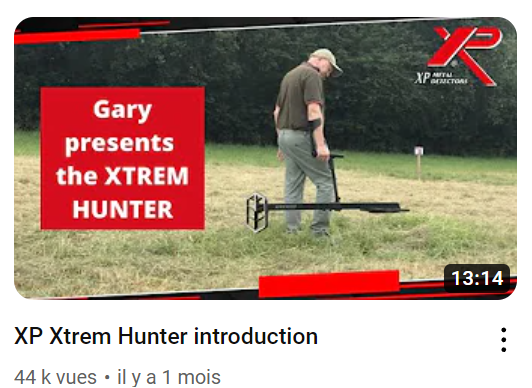 Gary
presents
the XTREM
HUNTER
XP
XP METAL
DETECTORS
13:14
XP Xtrem Hunter introduction
44 k vues • il y a 1 mois